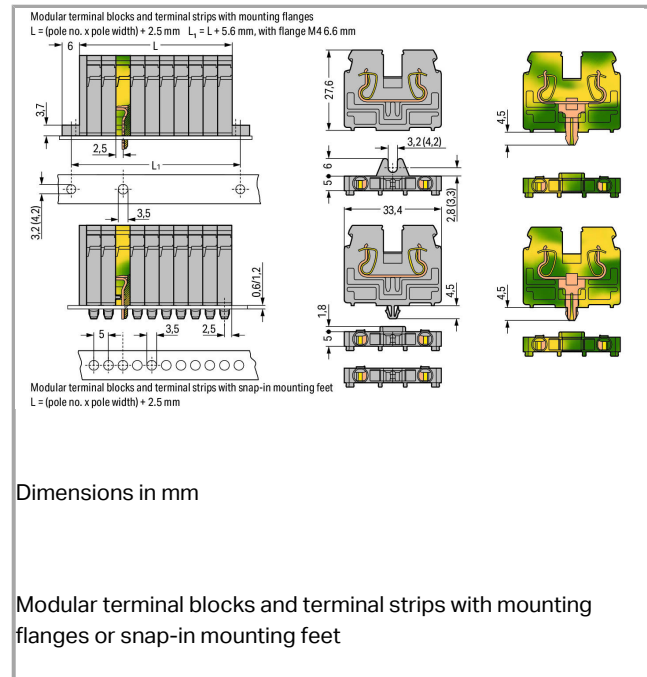 Modular terminal blocks and terminal strips with mounting flanges
L = (pole no. x pole width) + 2.5 mm L₁ = L + 5.6 mm, with flange M4 6.6 mm
6
L
3,7
2,5
L₁
3,2 (4,2)
3,5
0,6/1,2
5
3,5
2,5
27,6
3,2 (4,2)
6
5
2,8 (3,3)
33,4
4,5
1,8
5
4,5
4,5
Modular terminal blocks and terminal strips with snap-in mounting feet
L = (pole no. x pole width) + 2.5 mm
Dimensions in mm
Modular terminal blocks and terminal strips with mounting
flanges or snap-in mounting feet